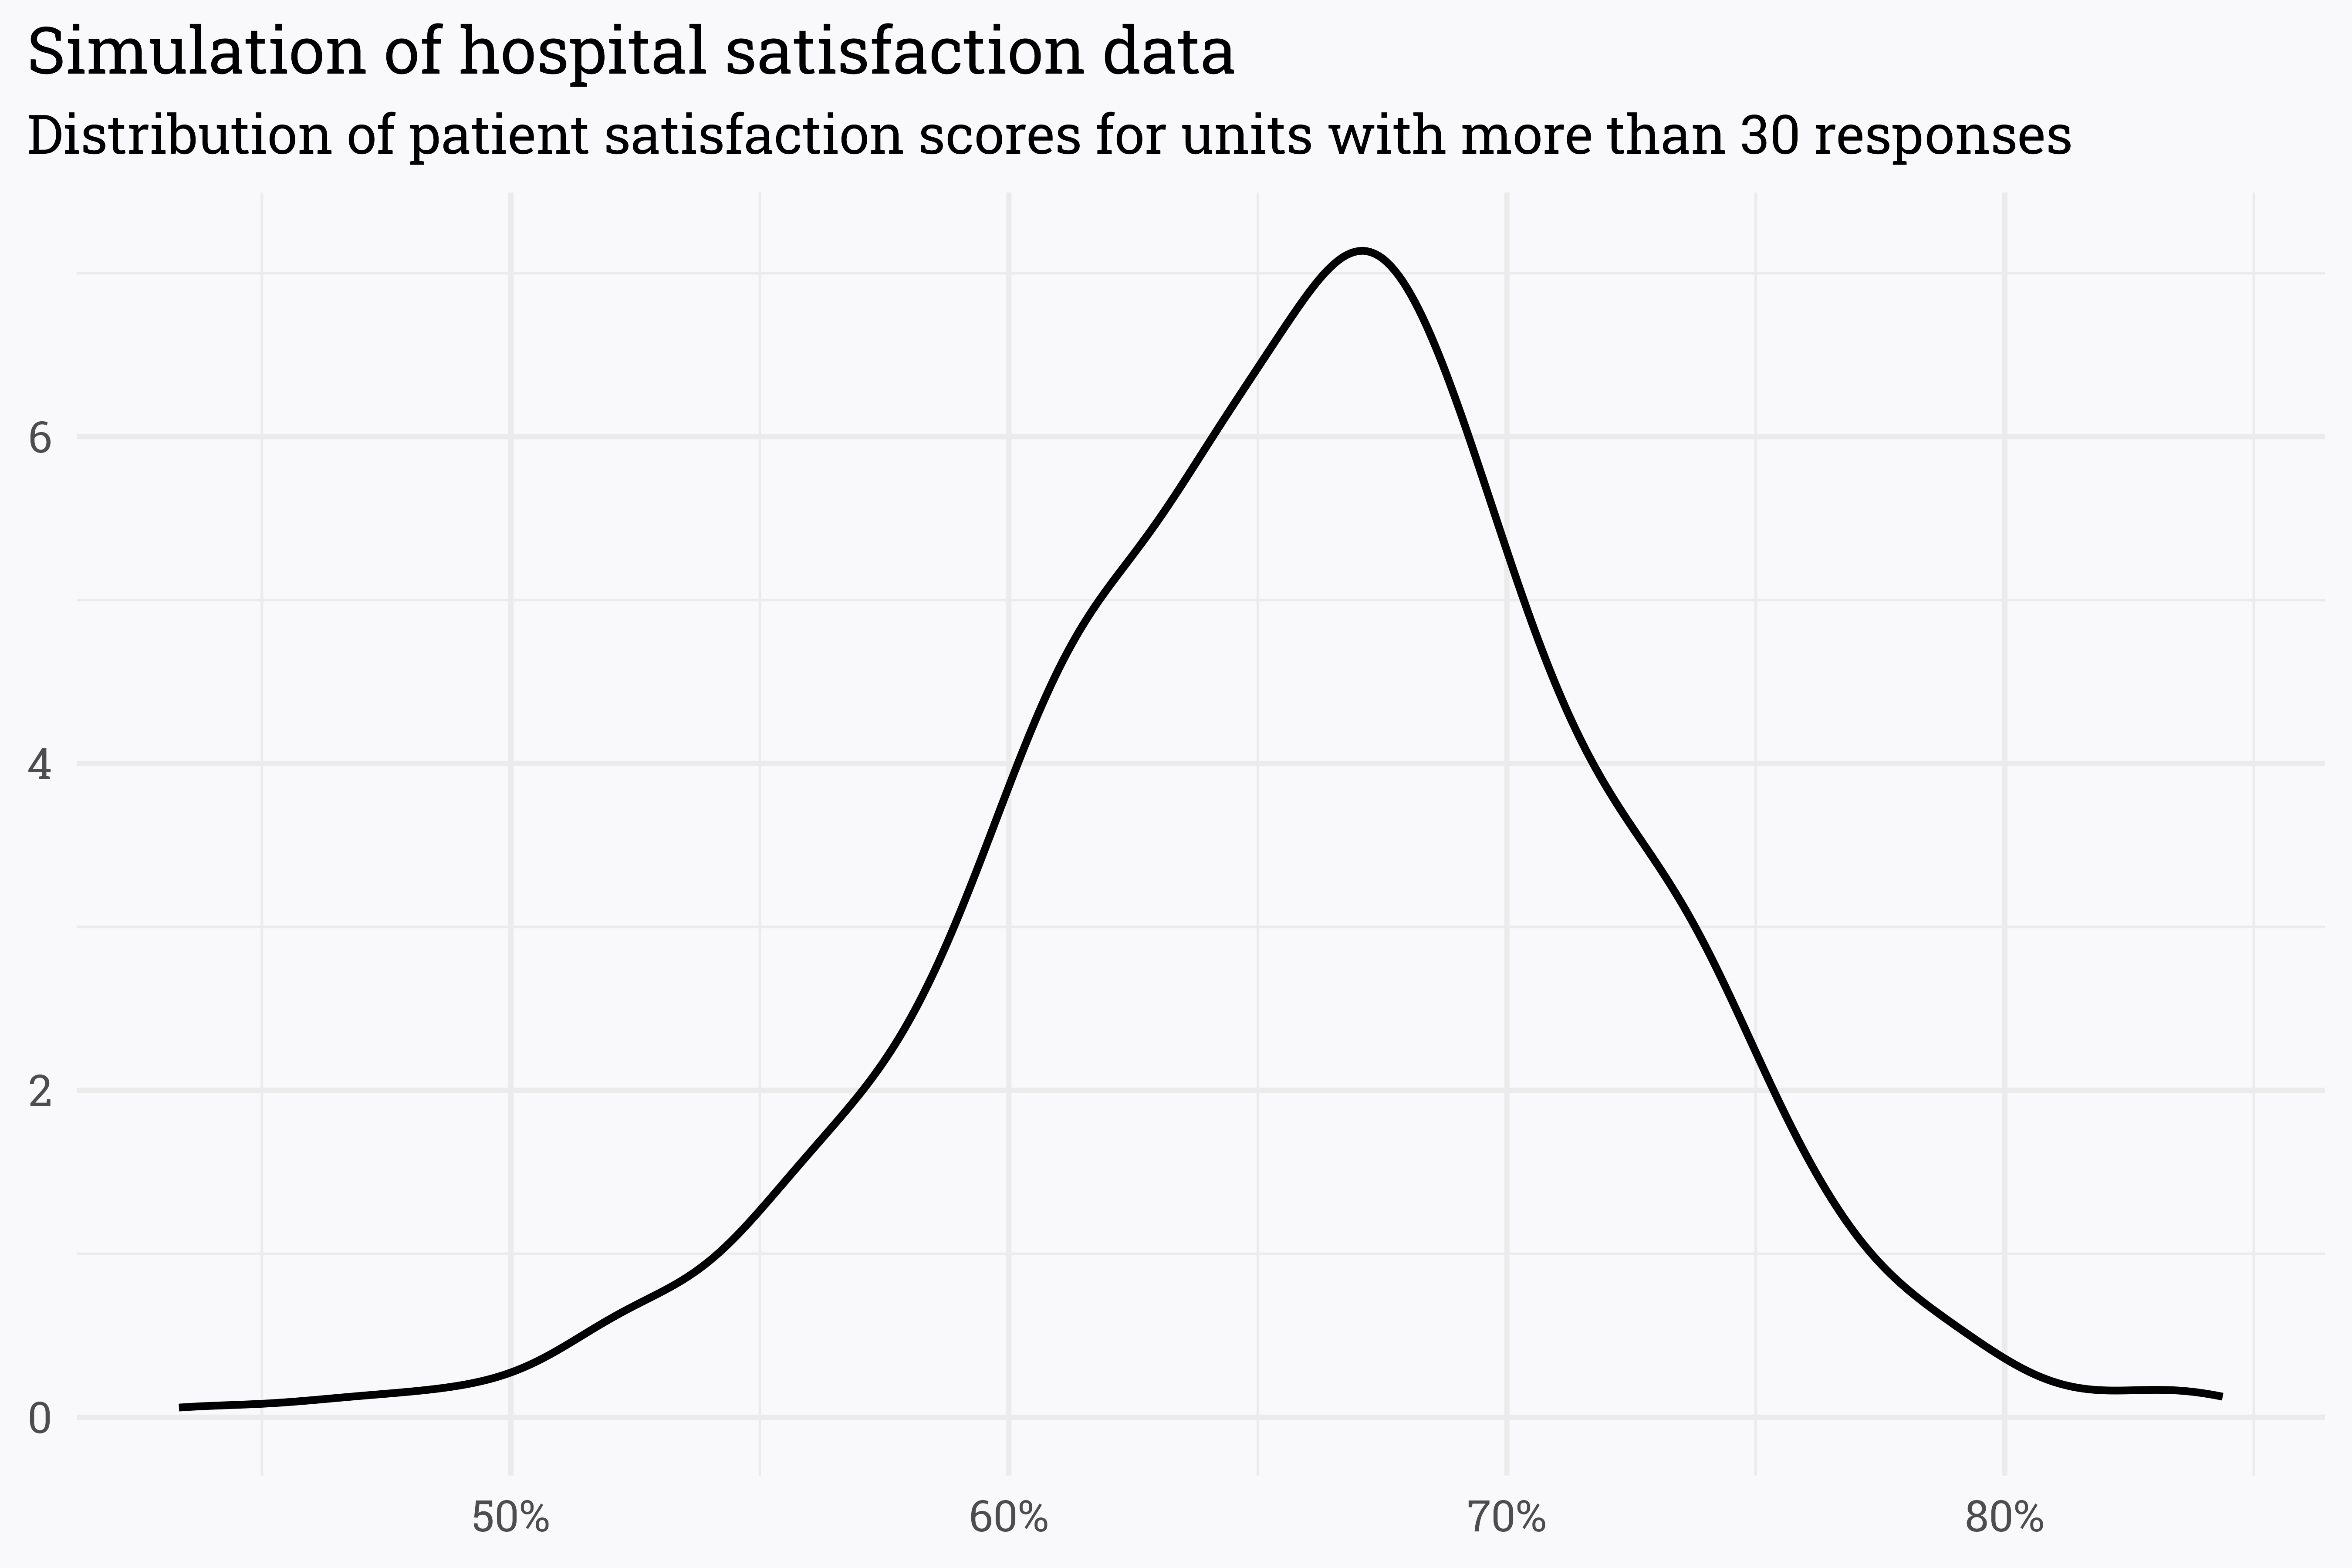 Simulation of hospital satisfaction data
Distribution of patient satisfaction scores for units with more than 30 responses
6
4
2
0
50% 60% 70% 80%